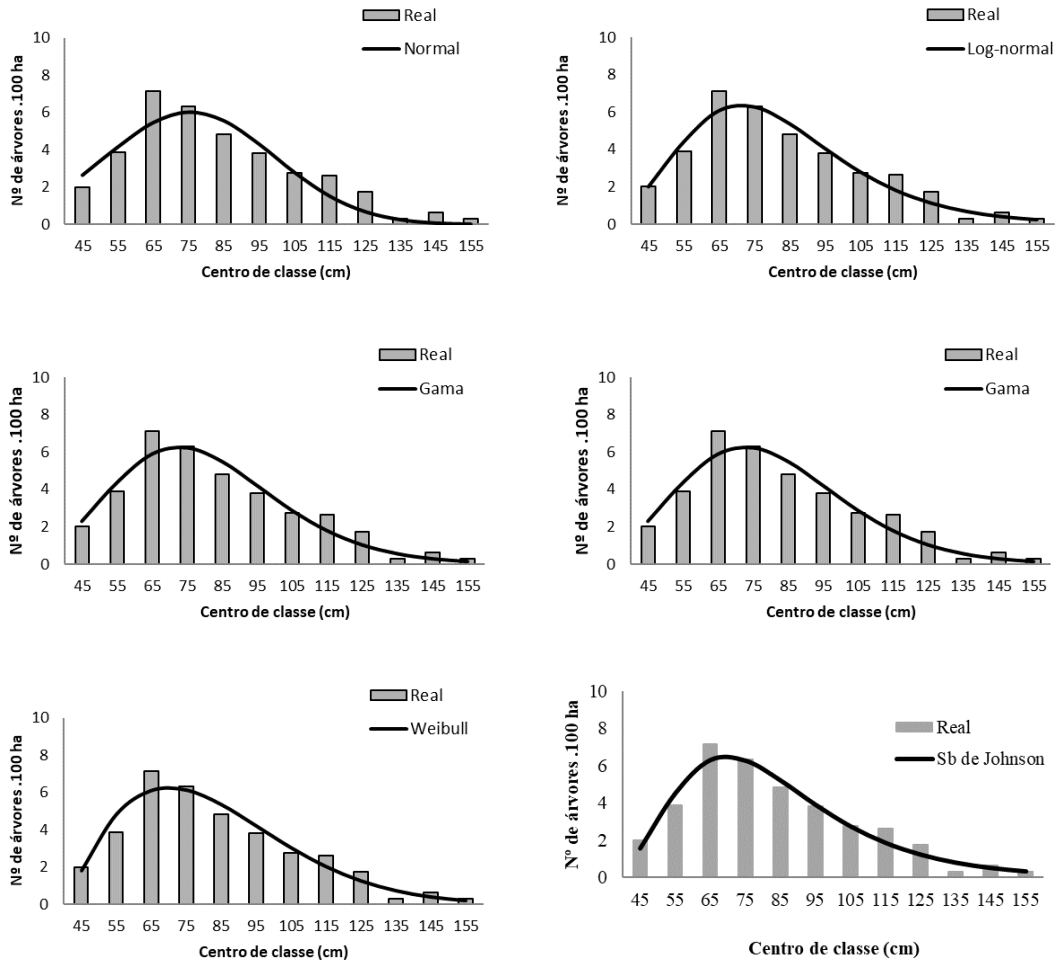 Real
Normal
Nº de árvores .100 ha
10
8
6
4
2
0
45 55 65 75 85 95 105 115 125 135 145 155
Centro de classe (cm)
Real
Log-normal
Nº de árvores .100 ha
10
8
6
4
2
0
45 55 65 75 85 95 105 115 125 135 145 155
Centro de classe (cm)
Real
Gama
Nº de árvores .100 ha
10
8
6
4
2
0
45 55 65 75 85 95 105 115 125 135 145 155
Centro de classe (cm)
Real
Gama
Nº de árvores .100 ha
10
8
6
4
2
0
45 55 65 75 85 95 105 115 125 135 145 155
Centro de classe (cm)
Real
Weibull
Nº de árvores .100 ha
10
8
6
4
2
0
45 55 65 75 85 95 105 115 125 135 145 155
Centro de classe (cm)
Real
Sb de Johnson
Nº de árvores .100 ha
10
8
6
4
2
0
45 55 65 75 85 95 105 115 125 135 145 155
Centro de classe (cm)